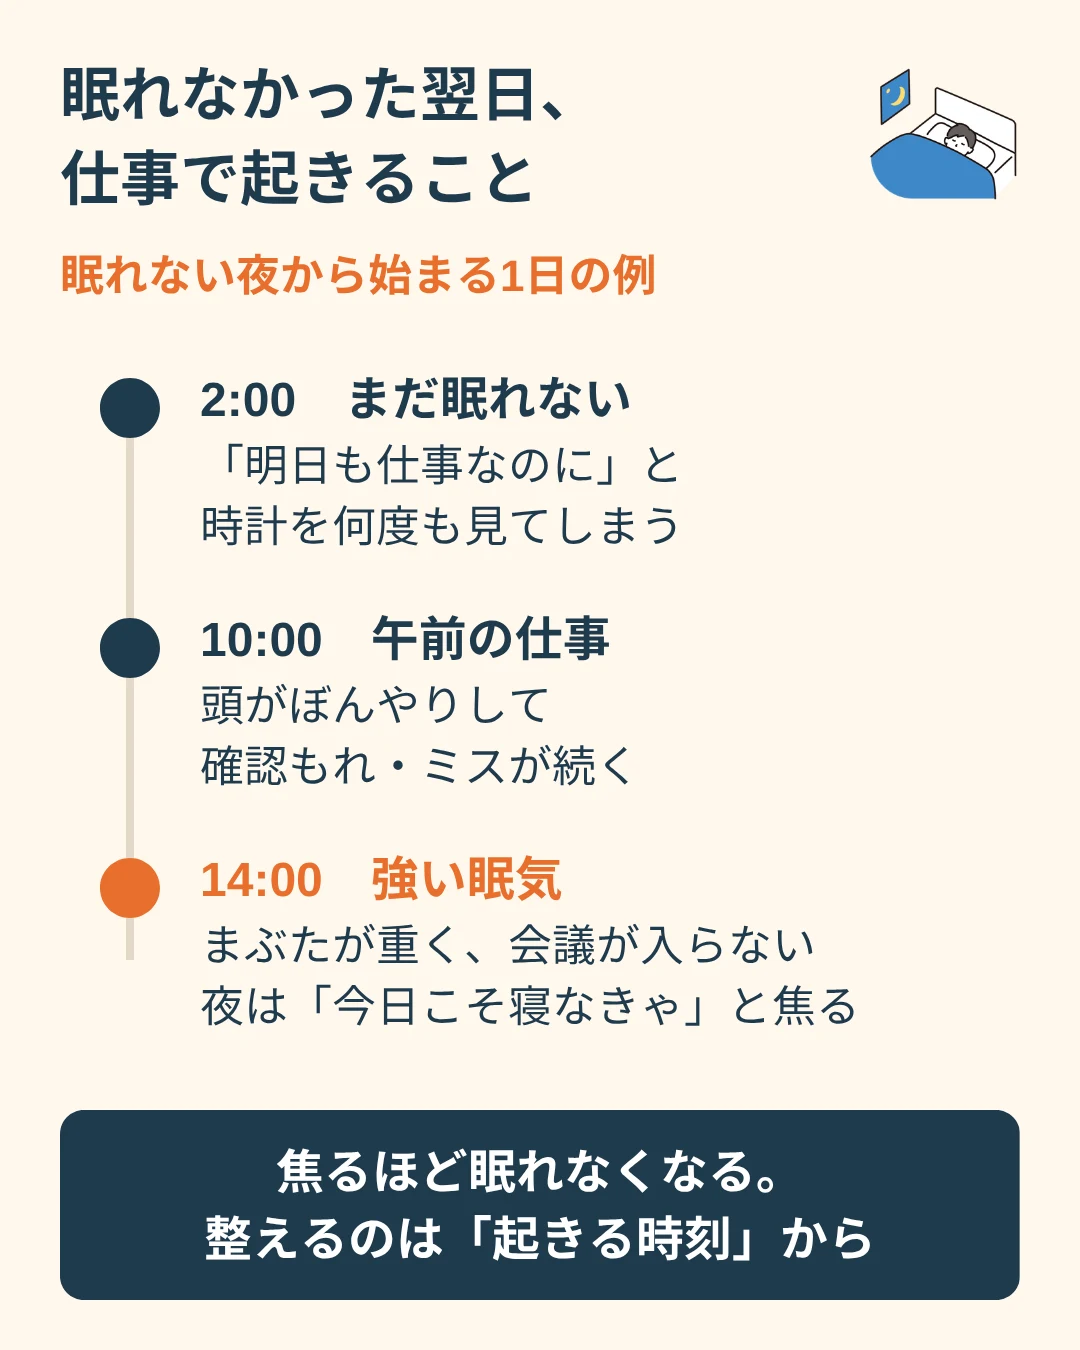 眠れなかった翌日、
仕事で起きること
眠れない夜から始まる1日の例
2:00　まだ眠れない
「明日も仕事なのに」と
時計を何度も見てしまう
10:00　午前の仕事
頭がぼんやりして
確認もれ・ミスが続く
14:00　強い眠気
まぶたが重く、会議が入らない
夜は「今日こそ寝なきゃ」と焦る
焦るほど眠れなくなる。
整えるのは「起きる時刻」から